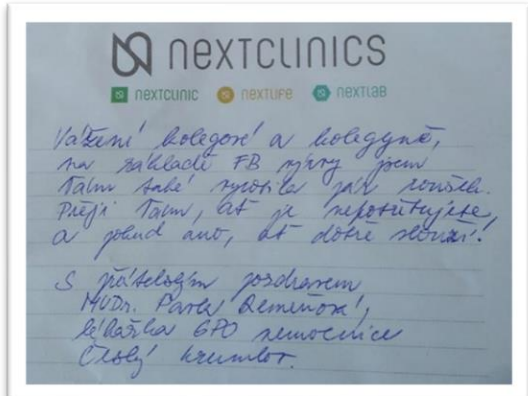 nextclinics
nextclinic nextlife nextlab
Vážení kolegové a kolegyně,
na základě FB výzvy jsem
Vám také vyrobila pár roušek.
Přeji Vám, ať je nepotřebujete,
a pokud ano, ať dobře slouží!
S přátelským pozdravem
MUDr. Pavla
lékařka GPO nemocnice
Český Krumlov.